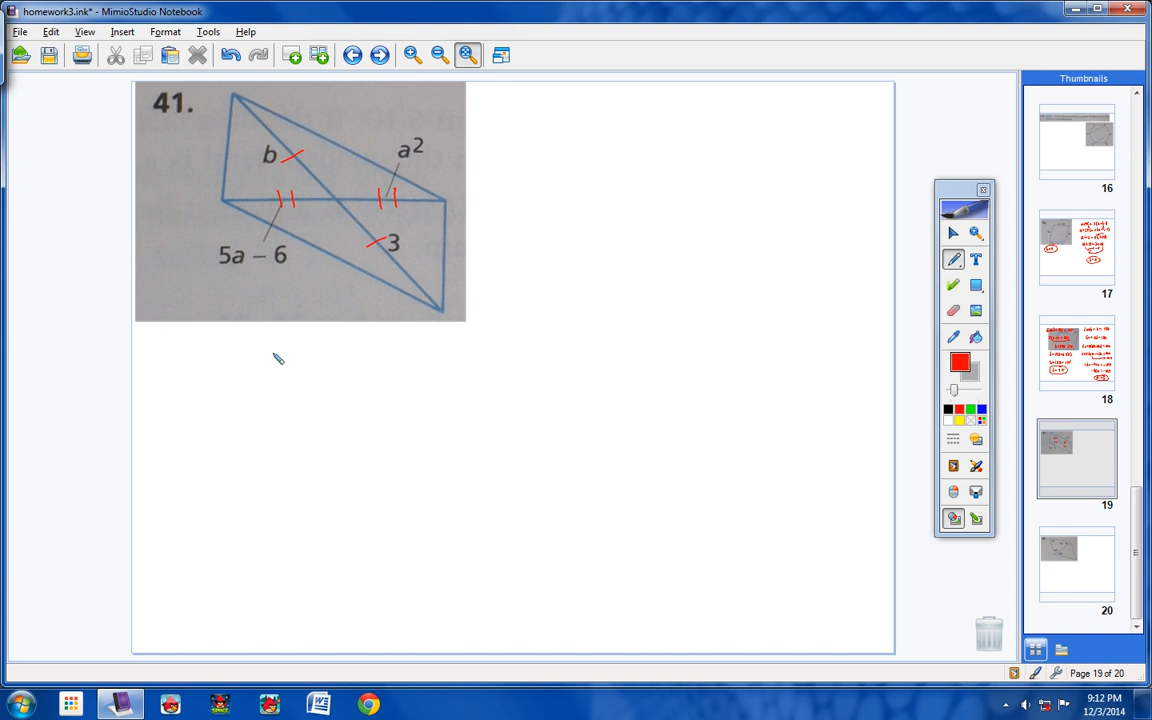 homework3.ink* - MimioStudio Notebook
File Edit View Insert Format Tools Help
Thumbnails
41.
b
a²
5a – 6
3
16
17
18
19
20
Page 19 of 20
9:12 PM
12/3/2014